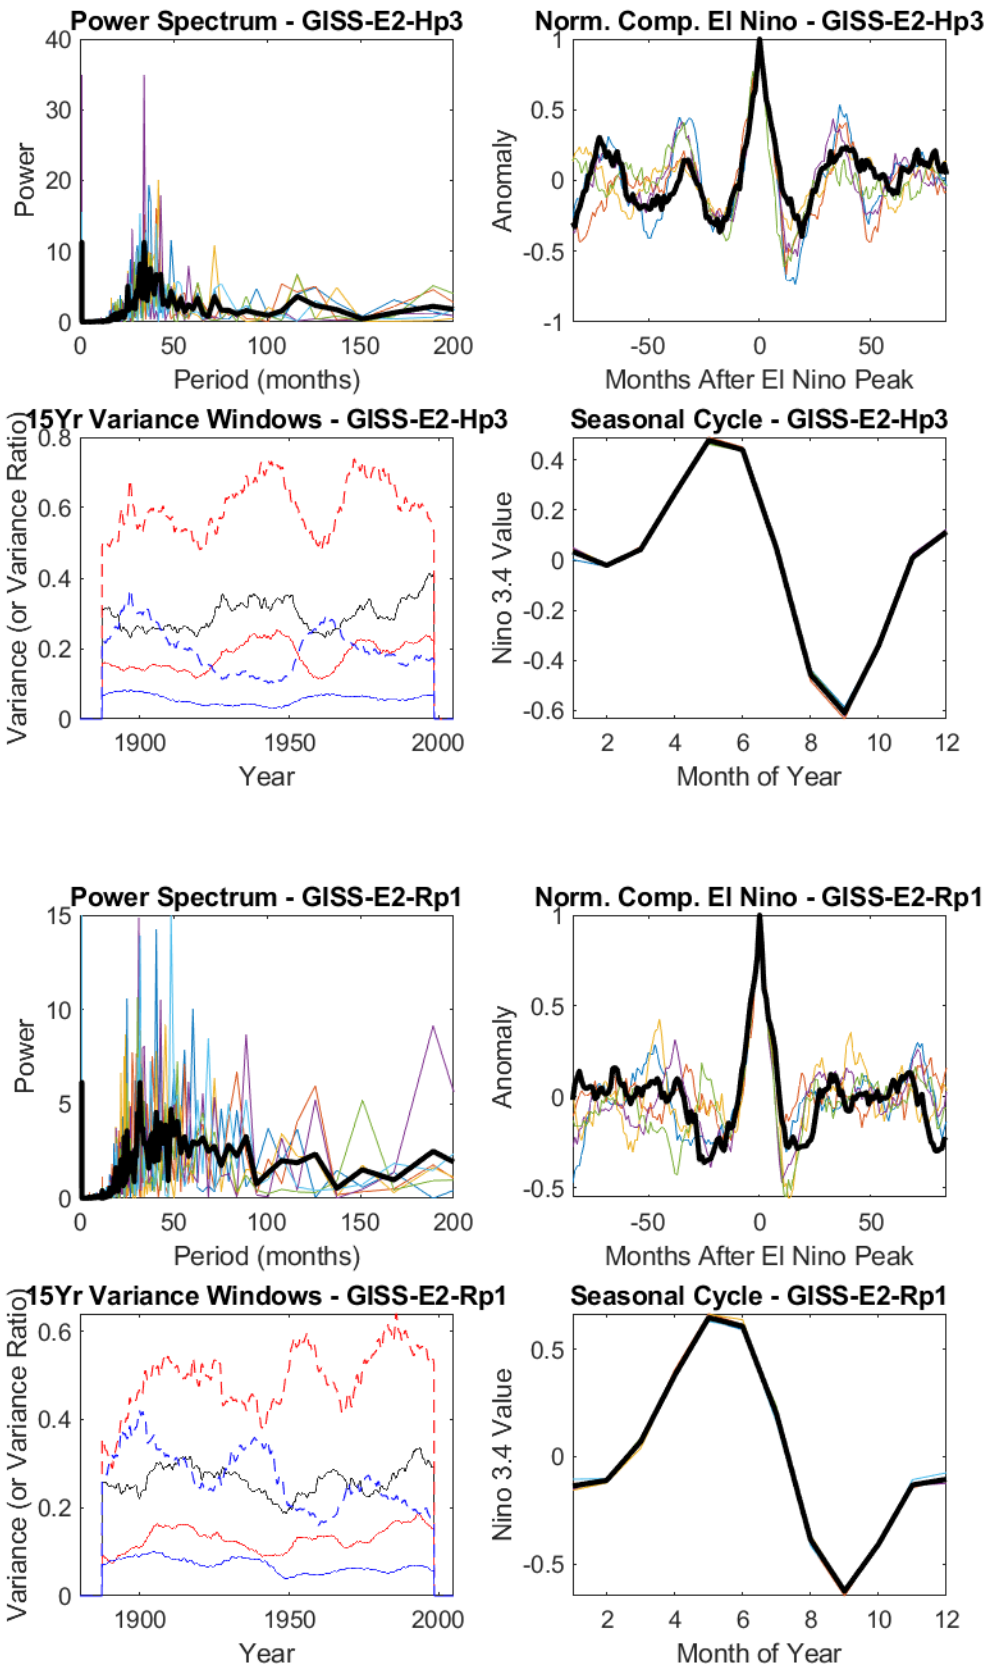 Power Spectrum - GISS-E2-Hp3
Norm. Comp. El Nino - GISS-E2-Hp3
40
30
20
10
0
Power
0 50 100 150 200
Period (months)
1
0.5
0
-0.5
-1
Anomaly
-50 0 50
Months After El Nino Peak
15Yr Variance Windows - GISS-E2-Hp3
Seasonal Cycle - GISS-E2-Hp3
0.8
0.6
0.4
0.2
0
Variance (or Variance Ratio)
1900 1950 2000
Year
0.4
0.2
0
-0.2
-0.4
-0.6
Nino 3.4 Value
2 4 6 8 10 12
Month of Year
Power Spectrum - GISS-E2-Rp1
Norm. Comp. El Nino - GISS-E2-Rp1
15
10
5
0
Power
0 50 100 150 200
Period (months)
1
0.5
0
-0.5
Anomaly
-50 0 50
Months After El Nino Peak
15Yr Variance Windows - GISS-E2-Rp1
Seasonal Cycle - GISS-E2-Rp1
0.6
0.4
0.2
0
Variance (or Variance Ratio)
1900 1950 2000
Year
0.5
0
-0.5
Nino 3.4 Value
2 4 6 8 10 12
Month of Year